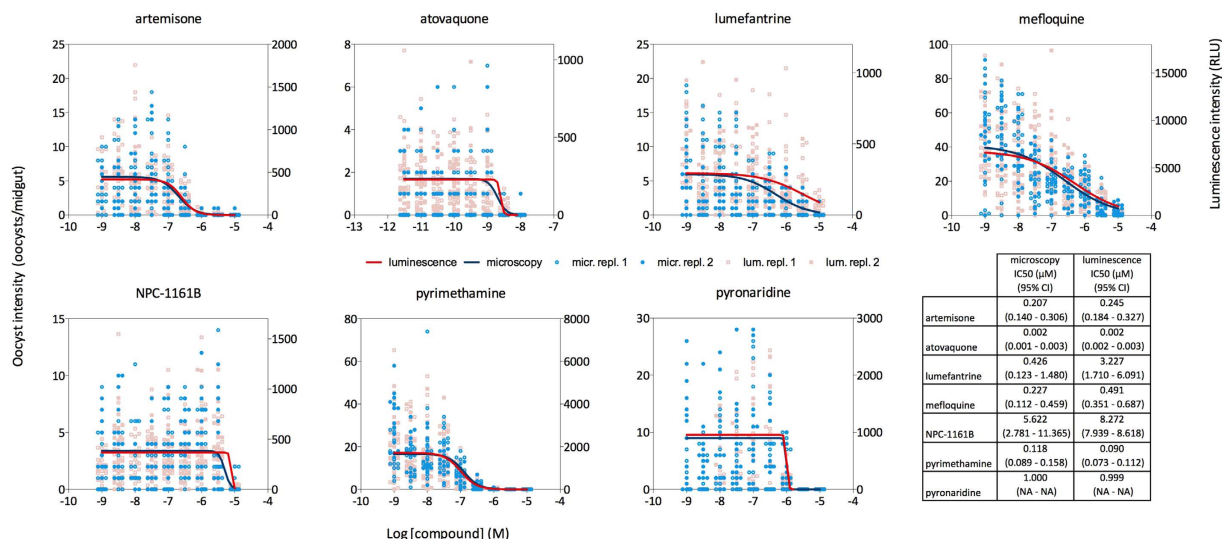 artemisone
atovaquone
lumefantrine
mefloquine
25
20
15
10
5
0
2000
1500
1000
500
0
-10 -9 -8 -7 -6 -5 -4
8
6
4
2
0
1000
500
0
-13 -12 -11 -10 -9 -8 -7
25
20
15
10
5
0
1000
500
0
-10 -9 -8 -7 -6 -5 -4
100
80
60
40
20
0
15000
10000
5000
0
-10 -9 -8 -7 -6 -5 -4
Oocyst intensity (oocysts/midgut)
Luminescence intensity (RLU)
luminescence microscopy micr. repl. 1 micr. repl. 2 lum. repl. 1 lum. repl. 2
NPC-1161B
pyrimethamine
pyronaridine
15
10
5
0
1500
1000
500
0
-10 -9 -8 -7 -6 -5 -4
80
60
40
20
0
8000
6000
4000
2000
0
-10 -9 -8 -7 -6 -5 -4
30
20
10
0
3000
2000
1000
0
-10 -9 -8 -7 -6 -5 -4
Log [compound] (M)
microscopy IC50 (µM) (95% CI)
luminescence IC50 (µM) (95% CI)
artemisone 0.207 (0.140 - 0.306) 0.245 (0.184 - 0.327)
atovaquone 0.002 (0.001 - 0.003) 0.002 (0.002 - 0.003)
lumefantrine 0.426 (0.123 - 1.480) 3.227 (1.710 - 6.091)
mefloquine 0.227 (0.112 - 0.459) 0.491 (0.351 - 0.687)
NPC-1161B 5.622 (2.781 - 11.365) 8.272 (7.939 - 8.618)
pyrimethamine 0.118 (0.089 - 0.158) 0.090 (0.073 - 0.112)
pyronaridine 1.000 (NA - NA) 0.999 (NA - NA)